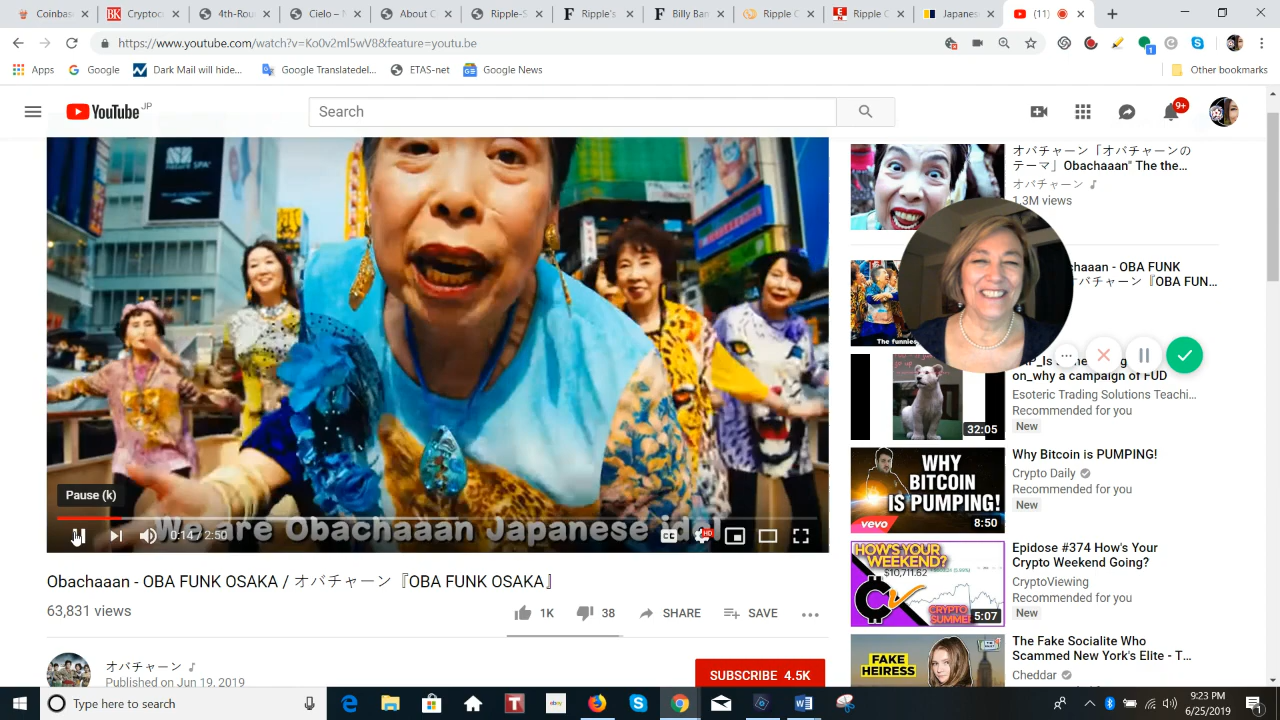 Cryptoc
4th-Rou
Cielo – N
About C
Ripple-S
Ripple's
Billy Ban
Ripple C
Ripple C
Japanes
(11)
https://www.youtube.com/watch?v=Ko0v2ml5wV8&feature=youtu.be
Apps
Google
Dark Mail will hide...
Google Translatedel...
ETAS-net
Google News
Other bookmarks
YouTube JP
Search
9+
オバチャーン「オバチャーンの
テーマ」Obachaaan" The the...
オバチャーン ♪
1.3M views
chaaan - OBA FUNK
バチャーン『OBA FUN...
The funnies
on_why a campaign of FUD
Esoteric Trading Solutions Teachi...
Recommended for you
New
32:05
WHY
BITCOIN
IS PUMPING!
vevo
8:50
Why Bitcoin is PUMPING!
Crypto Daily
Recommended for you
New
HOW'S YOUR
WEEKEND?
$10,711.62
CRYPTO
SUMME
5:07
Epidose #374 How's Your
Crypto Weekend Going?
CryptoViewing
Recommended for you
New
FAKE
HEIRESS
The Fake Socialite Who
Scammed New York's Elite - T...
Cheddar
Pause (k)
We are Obachaaan Japanese idol
0:14 / 2:50
CC
HD
Obachaaan - OBA FUNK OSAKA / オバチャーン『OBA FUNK OSAKA』
63,831 views
1K
38
SHARE
SAVE
オバチャーン ♪
Published on Jun 19, 2019
SUBSCRIBE 4.5K
Type here to search
ebay
9:23 PM
6/25/2019